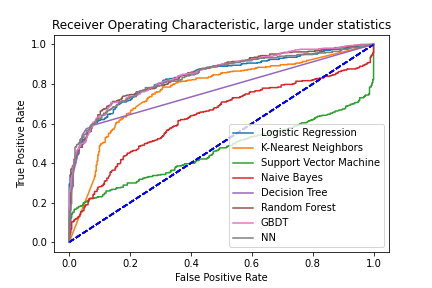 Receiver Operating Characteristic, large under statistics
1.0
0.8
0.6
0.4
0.2
0.0
True Positive Rate
Logistic Regression
K-Nearest Neighbors
Support Vector Machine
Naive Bayes
Decision Tree
Random Forest
GBDT
NN
0.0 0.2 0.4 0.6 0.8 1.0
False Positive Rate